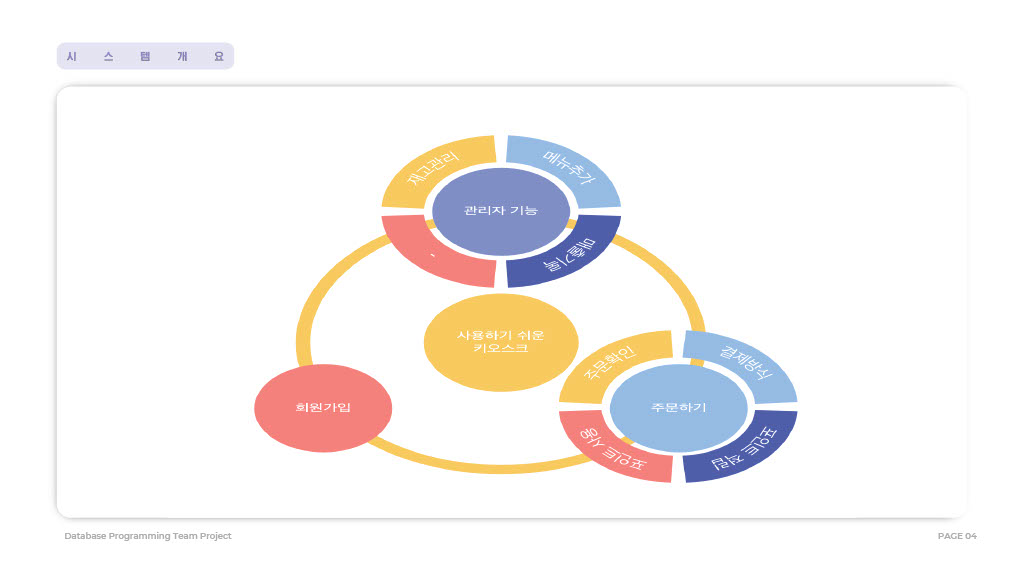 시 스 템 개 요
재고관리
메뉴추가
관리자 기능
매출기록
사용하기 쉬운
키오스크
주문확인
결제방식
회원가입
주문하기
포인트 사용
포인트 적립
Database Programming Team Project
PAGE 04